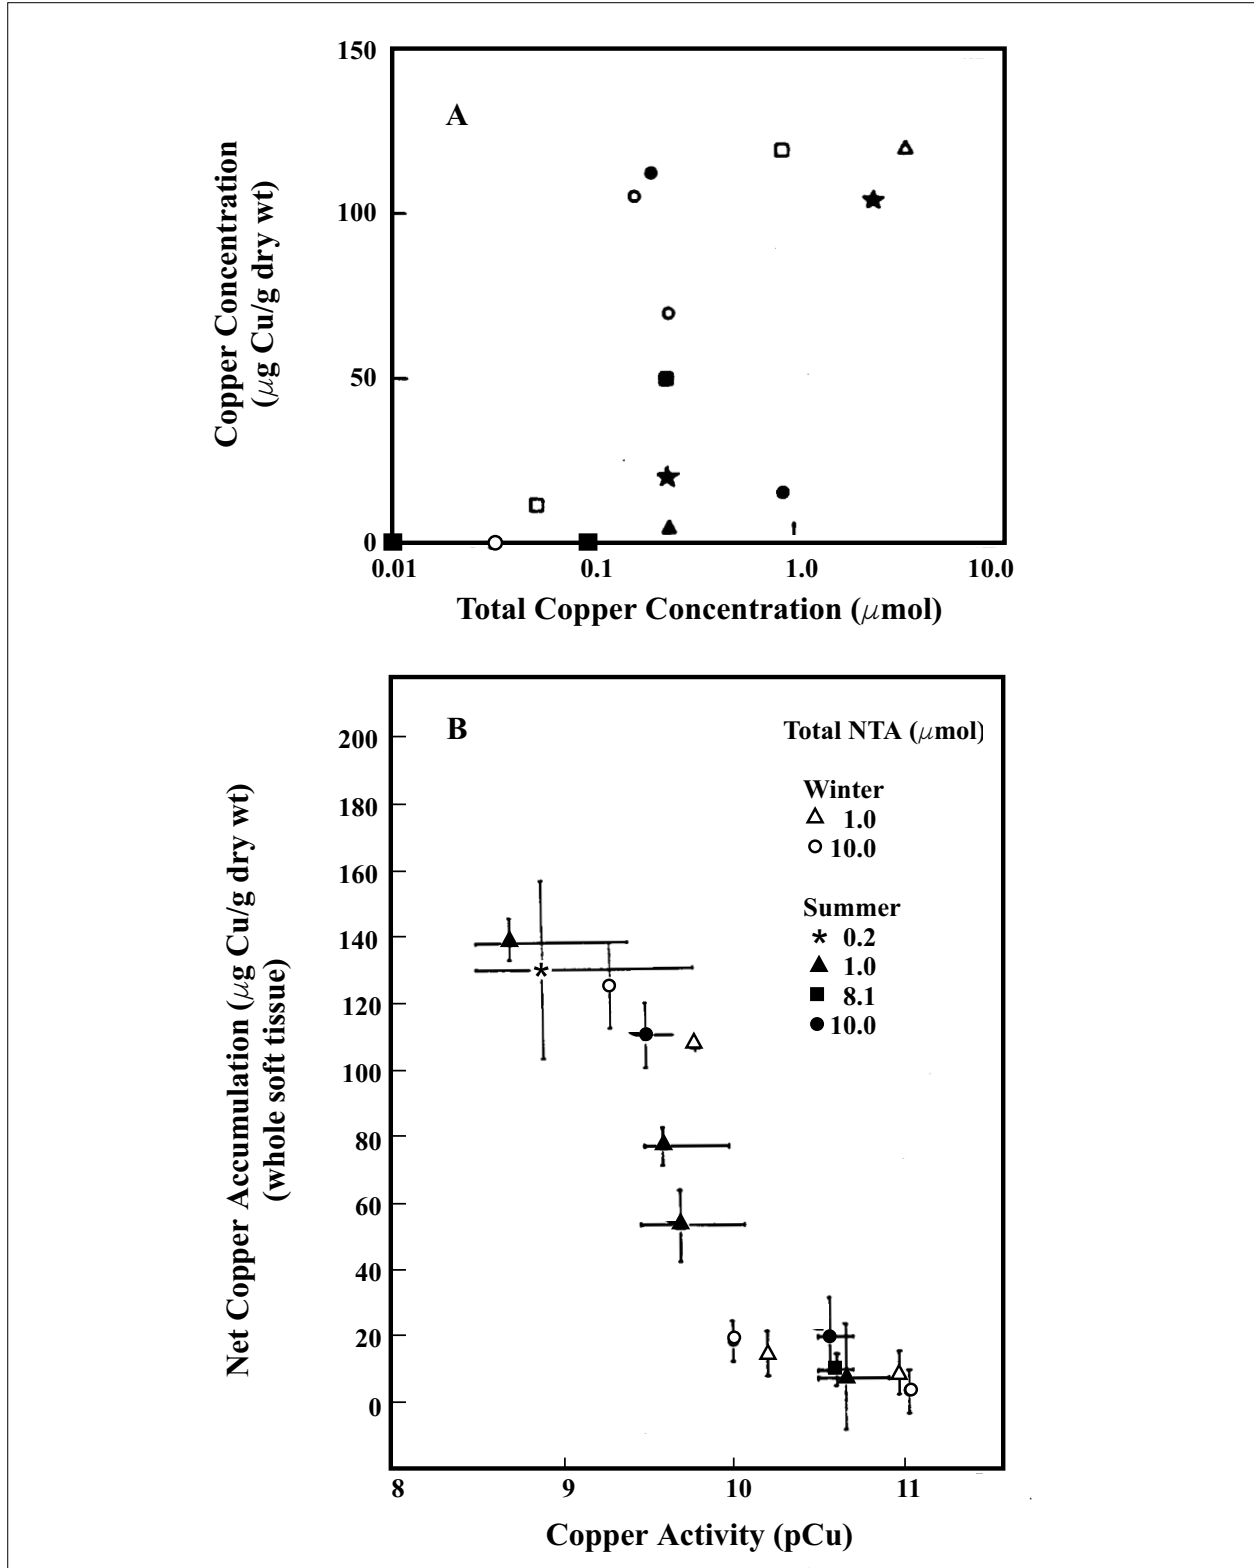 A
Copper Concentration
(μg Cu/g dry wt)
150
100
50
0
0.01
0.1
1.0
10.0
Total Copper Concentration (μmol)
B
Net Copper Accumulation (μg Cu/g dry wt)
(whole soft tissue)
200
180
160
140
120
100
80
60
40
20
0
Total NTA (μmol)
Winter
1.0
10.0
Summer
0.2
1.0
8.1
10.0
8
9
10
11
Copper Activity (pCu)